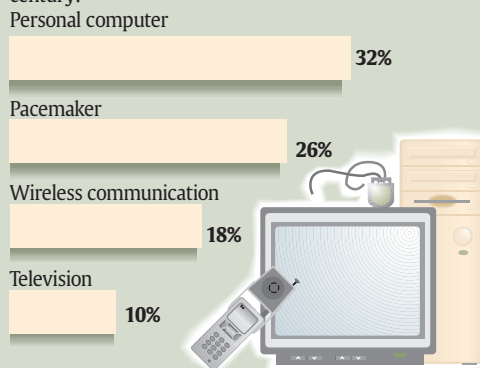 century?
Personal computer
32%
Pacemaker
26%
Wireless communication
18%
Television
10%